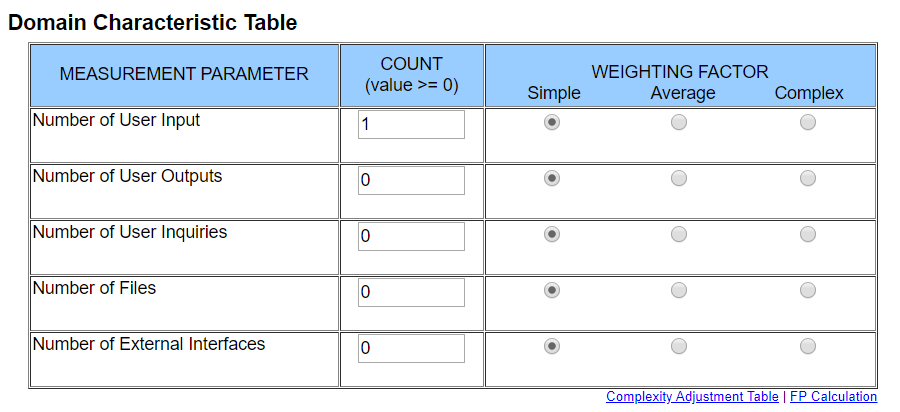 Domain Characteristic Table
MEASUREMENT PARAMETER
COUNT
(value >= 0)
WEIGHTING FACTOR
Simple Average Complex
Number of User Input 1
Number of User Outputs 0
Number of User Inquiries 0
Number of Files 0
Number of External Interfaces 0
Complexity Adjustment Table | FP Calculation